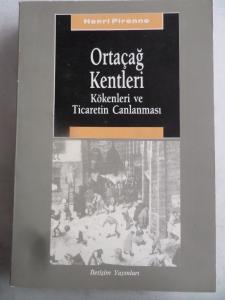 Henri Pirenne
Ortaçağ
Kentleri
Kökenleri ve
Ticaretin Canlanması
İletişim Yayınları